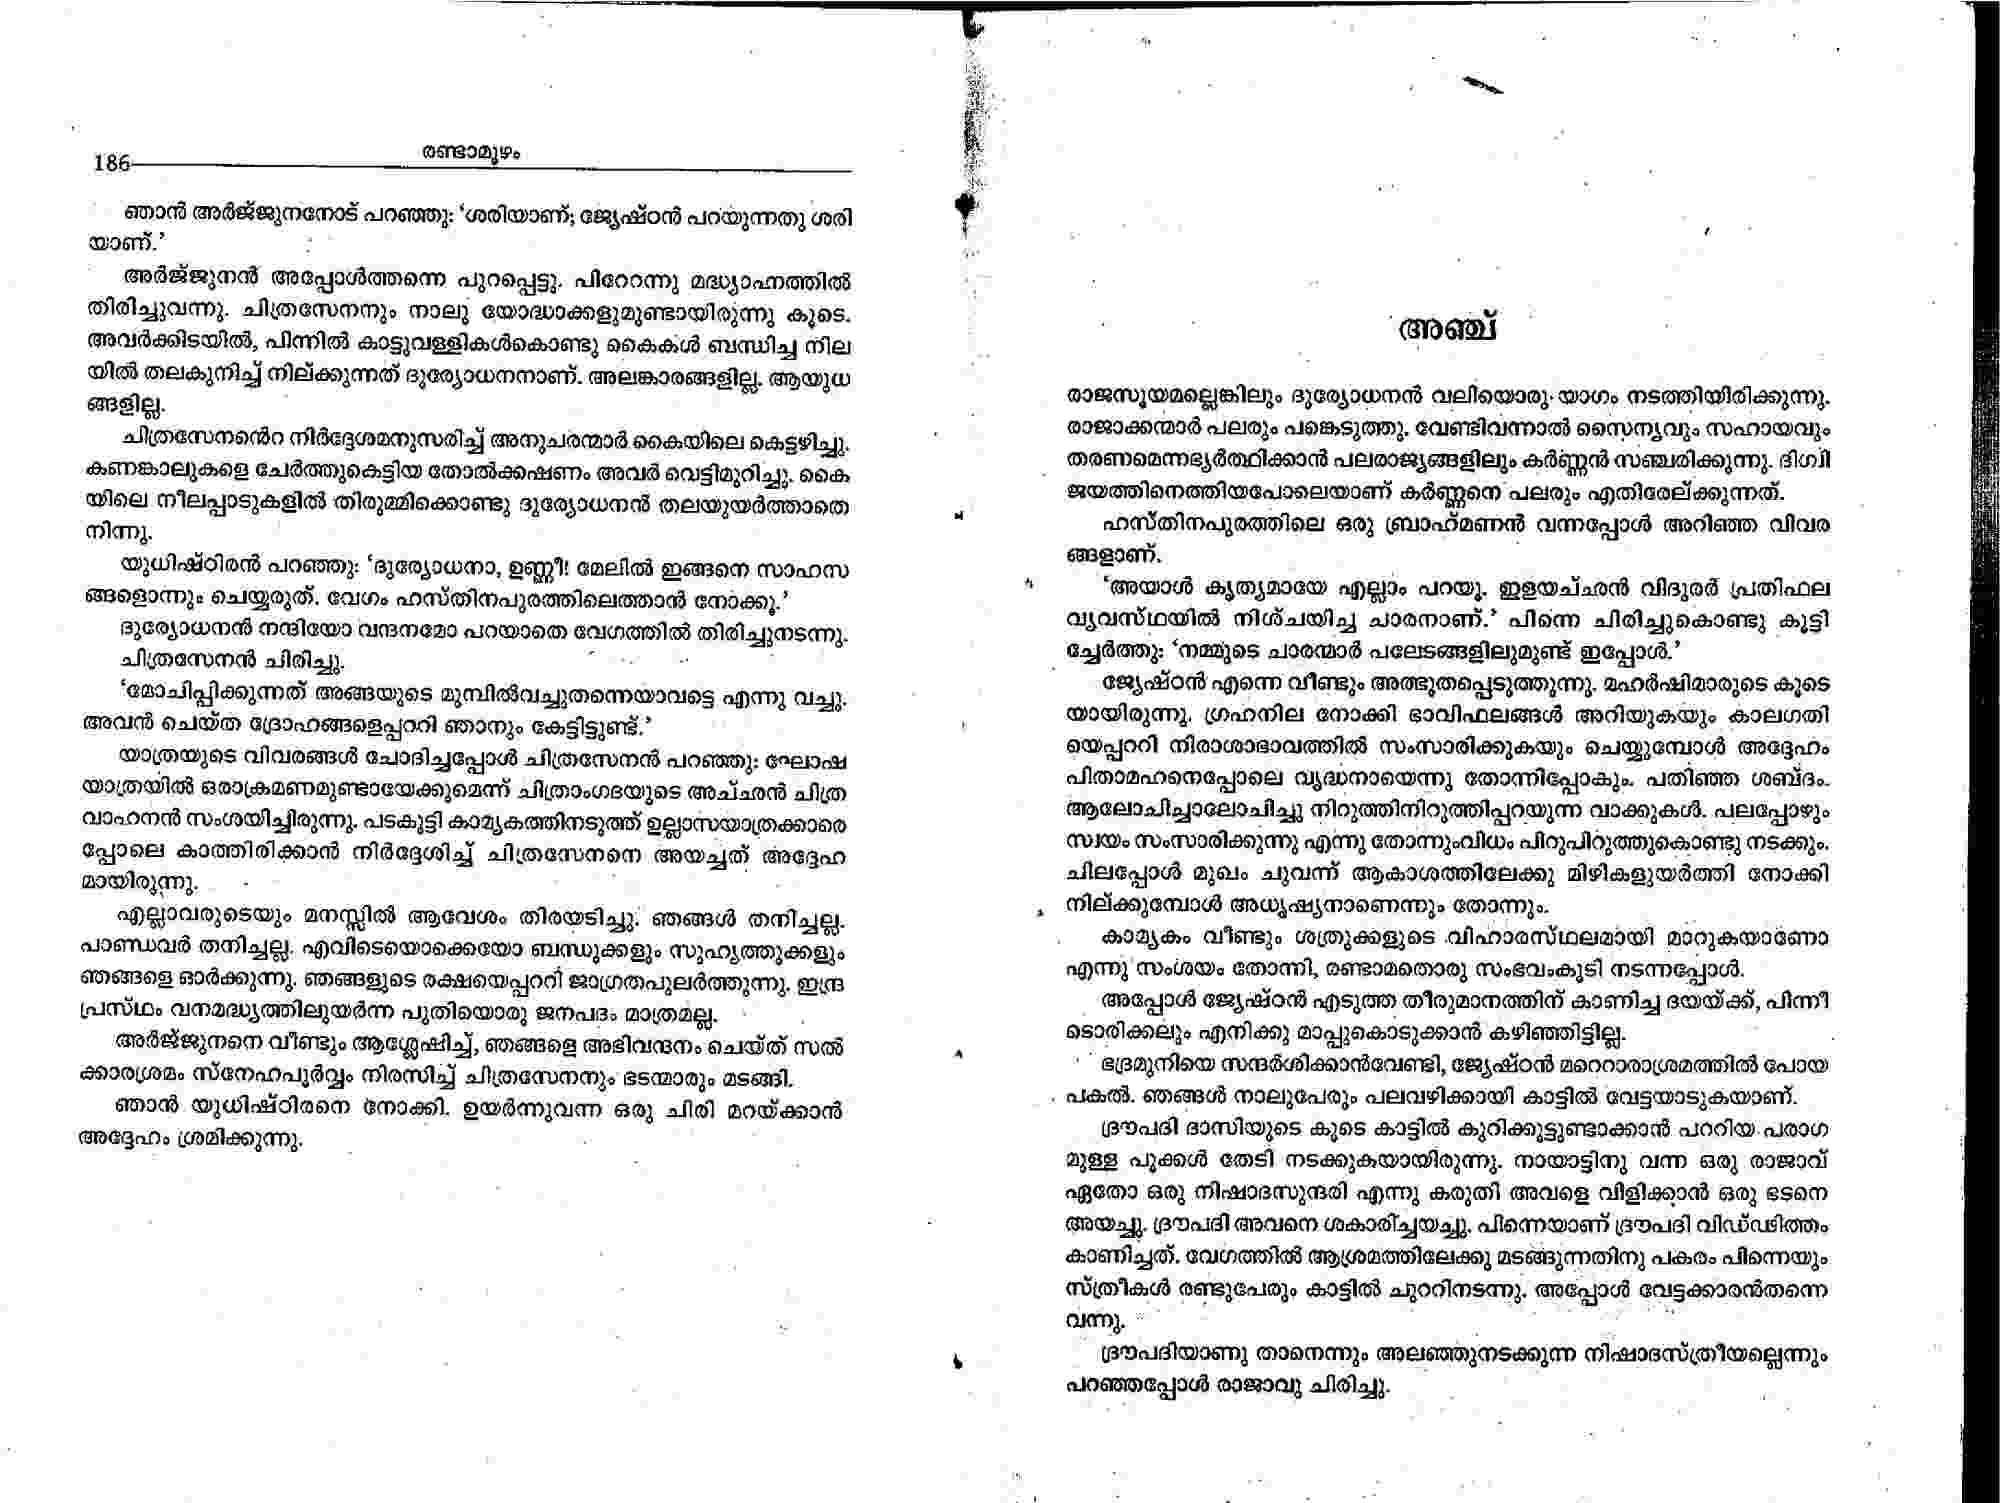 186
രണ്ടാമൂഴം
ഞാൻ അർജ്ജുനനോട് പറഞ്ഞു: ‘ശരിയാണ്; ജ്യേഷ്ഠൻ പറയുന്നതു ശരി
യാണ്.’
അർജ്ജുനൻ അപ്പോൾത്തന്നെ പുറപ്പെട്ടു. പിറേറന്നു മദ്ധ്യാഹ്നത്തിൽ
തിരിച്ചുവന്നു. ചിത്രസേനനും നാലു യോദ്ധാക്കളുമുണ്ടായിരുന്നു കൂടെ.
അവർക്കിടയിൽ, പിന്നിൽ കാട്ടുവള്ളികൾകൊണ്ടു കൈകൾ ബന്ധിച്ച നില
യിൽ തലകുനിച്ച് നില്ക്കുന്നത് ദുര്യോധനനാണ്. അലങ്കാരങ്ങളില്ല. ആയുധ
ങ്ങളില്ല.
ചിത്രസേനൻെറ നിർദ്ദേശമനുസരിച്ച് അനുചരന്മാർ കൈയിലെ കെട്ടഴിച്ചു.
കണങ്കാലുകളെ ചേർത്തുകെട്ടിയ തോൽക്കഷണം അവർ വെട്ടിമുറിച്ചു. കൈ
യിലെ നീലപ്പാടുകളിൽ തിരുമ്മിക്കൊണ്ടു ദുര്യോധനൻ തലയുയർത്താതെ
നിന്നു.
യുധിഷ്ഠിരൻ പറഞ്ഞു: ‘ദുര്യോധനാ, ഉണ്ണീ! മേലിൽ ഇങ്ങനെ സാഹസ
ങ്ങളൊന്നും ചെയ്യരുത്. വേഗം ഹസ്തിനപുരത്തിലെത്താൻ നോക്കൂ.’
ദുര്യോധനൻ നന്ദിയോ വന്ദനമോ പറയാതെ വേഗത്തിൽ തിരിച്ചുനടന്നു.
ചിത്രസേനൻ ചിരിച്ചു.
‘മോചിപ്പിക്കുന്നത് അങ്ങയുടെ മുമ്പിൽവച്ചുതന്നെയാവട്ടെ എന്നു വച്ചു.
അവൻ ചെയ്ത ദ്രോഹങ്ങളെപ്പററി ഞാനും കേട്ടിട്ടുണ്ട്.’
യാത്രയുടെ വിവരങ്ങൾ ചോദിച്ചപ്പോൾ ചിത്രസേനൻ പറഞ്ഞു: ഘോഷ
യാത്രയിൽ ഒരാക്രമണമുണ്ടായേക്കുമെന്ന് ചിത്രാംഗദയുടെ അച്ഛൻ ചിത്ര
വാഹനൻ സംശയിച്ചിരുന്നു. പടകൂട്ടി കാമ്യകത്തിനടുത്ത് ഉല്ലാസയാത്രക്കാരെ
പ്പോലെ കാത്തിരിക്കാൻ നിർദ്ദേശിച്ച് ചിത്രസേനനെ അയച്ചത് അദ്ദേഹ
മായിരുന്നു.
എല്ലാവരുടെയും മനസ്സിൽ ആവേശം തിരയടിച്ചു. ഞങ്ങൾ തനിച്ചല്ല.
പാണ്ഡവർ തനിച്ചല്ല. എവിടെയൊക്കെയോ ബന്ധുക്കളും സുഹൃത്തുക്കളും
ഞങ്ങളെ ഓർക്കുന്നു. ഞങ്ങളുടെ രക്ഷയെപ്പററി ജാഗ്രതപുലർത്തുന്നു. ഇന്ദ്ര
പ്രസ്ഥം വനമദ്ധ്യത്തിലുയർന്ന പുതിയൊരു ജനപദം മാത്രമല്ല.
അർജ്ജുനനെ വീണ്ടും ആശ്ലേഷിച്ച്, ഞങ്ങളെ അഭിവന്ദനം ചെയ്ത് സൽ
ക്കാരശ്രമം സ്നേഹപൂർവ്വം നിരസിച്ച് ചിത്രസേനനും ഭടന്മാരും മടങ്ങി.
ഞാൻ യുധിഷ്ഠിരനെ നോക്കി. ഉയർന്നുവന്ന ഒരു ചിരി മറയ്ക്കാൻ
അദ്ദേഹം ശ്രമിക്കുന്നു.
അഞ്ച്
രാജസൂയമല്ലെങ്കിലും ദുര്യോധനൻ വലിയൊരു യാഗം നടത്തിയിരിക്കുന്നു.
രാജാക്കന്മാർ പലരും പങ്കെടുത്തു. വേണ്ടിവന്നാൽ സൈന്യവും സഹായവും
തരണമെന്നഭ്യർത്ഥിക്കാൻ പലരാജ്യങ്ങളിലും കർണ്ണൻ സഞ്ചരിക്കുന്നു. ദിഗ്വി
ജയത്തിനെത്തിയപോലെയാണ് കർണ്ണനെ പലരും എതിരേല്ക്കുന്നത്.
ഹസ്തിനപുരത്തിലെ ഒരു ബ്രാഹ്മണൻ വന്നപ്പോൾ അറിഞ്ഞ വിവര
ങ്ങളാണ്.
‘അയാൾ കൃത്യമായേ എല്ലാം പറയൂ. ഇളയച്ഛൻ വിദുരർ പ്രതിഫല
വ്യവസ്ഥയിൽ നിശ്ചയിച്ച ചാരനാണ്.’ പിന്നെ ചിരിച്ചുകൊണ്ടു കൂട്ടി
ച്ചേർത്തു: ‘നമ്മുടെ ചാരന്മാർ പലേടങ്ങളിലുമുണ്ട് ഇപ്പോൾ.’
ജ്യേഷ്ഠൻ എന്നെ വീണ്ടും അത്ഭുതപ്പെടുത്തുന്നു. മഹർഷിമാരുടെ കൂടെ
യായിരുന്നു. ഗ്രഹനില നോക്കി ഭാവിഫലങ്ങൾ അറിയുകയും കാലഗതി
യെപ്പററി നിരാശാഭാവത്തിൽ സംസാരിക്കുകയും ചെയ്യുമ്പോൾ അദ്ദേഹം
പിതാമഹനെപ്പോലെ വൃദ്ധനായെന്നു തോന്നിപ്പോകും. പതിഞ്ഞ ശബ്ദം.
ആലോചിച്ചാലോചിച്ചു നിറുത്തിനിറുത്തിപ്പറയുന്ന വാക്കുകൾ. പലപ്പോഴും
സ്വയം സംസാരിക്കുന്നു എന്നു തോന്നുംവിധം പിറുപിറുത്തുകൊണ്ടു നടക്കും.
ചിലപ്പോൾ മുഖം ചുവന്ന് ആകാശത്തിലേക്കു മിഴികളുയർത്തി നോക്കി
നില്ക്കുമ്പോൾ അധൃഷ്യനാണെന്നും തോന്നും.
കാമ്യകം വീണ്ടും ശത്രുക്കളുടെ വിഹാരസ്ഥലമായി മാറുകയാണോ
എന്നു സംശയം തോന്നി, രണ്ടാമതൊരു സംഭവംകൂടി നടന്നപ്പോൾ.
അപ്പോൾ ജ്യേഷ്ഠൻ എടുത്ത തീരുമാനത്തിന് കാണിച്ച ദയയ്ക്ക്, പിന്നീ
ടൊരിക്കലും എനിക്കു മാപ്പുകൊടുക്കാൻ കഴിഞ്ഞിട്ടില്ല.
ഭദ്രമുനിയെ സന്ദർശിക്കാൻവേണ്ടി, ജ്യേഷ്ഠൻ മറെറാരാശ്രമത്തിൽ പോയ
പകൽ. ഞങ്ങൾ നാലുപേരും പലവഴിക്കായി കാട്ടിൽ വേട്ടയാടുകയാണ്.
ദ്രൗപദി ദാസിയുടെ കൂടെ കാട്ടിൽ കുറിക്കൂട്ടുണ്ടാക്കാൻ പററിയ പരാഗ
മുള്ള പൂക്കൾ തേടി നടക്കുകയായിരുന്നു. നായാട്ടിനു വന്ന ഒരു രാജാവ്
ഏതോ ഒരു നിഷാദസുന്ദരി എന്നു കരുതി അവളെ വിളിക്കാൻ ഒരു ഭടനെ
അയച്ചു. ദ്രൗപദി അവനെ ശകാരിച്ചയച്ചു. പിന്നെയാണ് ദ്രൗപദി വിഡ്ഢിത്തം
കാണിച്ചത്. വേഗത്തിൽ ആശ്രമത്തിലേക്കു മടങ്ങുന്നതിനു പകരം പിന്നെയും
സ്ത്രീകൾ രണ്ടുപേരും കാട്ടിൽ ചുററിനടന്നു. അപ്പോൾ വേട്ടക്കാരൻതന്നെ
വന്നു.
ദ്രൗപദിയാണു താനെന്നും അലഞ്ഞുനടക്കുന്ന നിഷാദസ്ത്രീയല്ലെന്നും
പറഞ്ഞപ്പോൾ രാജാവു ചിരിച്ചു.